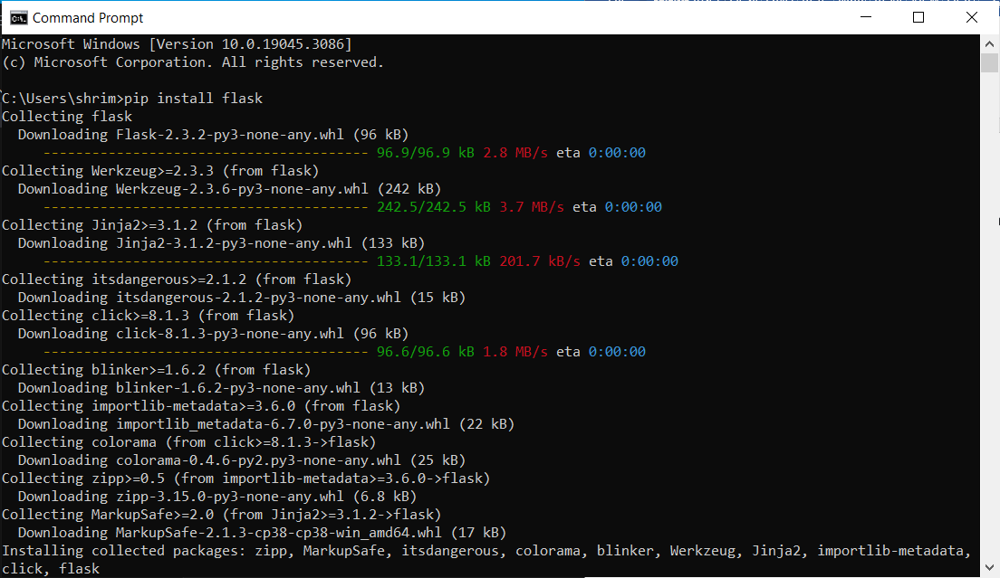 Command Prompt
Microsoft Windows [Version 10.0.19045.3086]
(c) Microsoft Corporation. All rights reserved.
C:\Users\shrim>pip install flask
Collecting flask
  Downloading Flask-2.3.2-py3-none-any.whl (96 kB)
     ---------------------------------------- 96.9/96.9 kB 2.8 MB/s eta 0:00:00
Collecting Werkzeug>=2.3.3 (from flask)
  Downloading Werkzeug-2.3.6-py3-none-any.whl (242 kB)
     ---------------------------------------- 242.5/242.5 kB 3.7 MB/s eta 0:00:00
Collecting Jinja2>=3.1.2 (from flask)
  Downloading Jinja2-3.1.2-py3-none-any.whl (133 kB)
     ---------------------------------------- 133.1/133.1 kB 201.7 kB/s eta 0:00:00
Collecting itsdangerous>=2.1.2 (from flask)
  Downloading itsdangerous-2.1.2-py3-none-any.whl (15 kB)
Collecting click>=8.1.3 (from flask)
  Downloading click-8.1.3-py3-none-any.whl (96 kB)
     ---------------------------------------- 96.6/96.6 kB 1.8 MB/s eta 0:00:00
Collecting blinker>=1.6.2 (from flask)
  Downloading blinker-1.6.2-py3-none-any.whl (13 kB)
Collecting importlib-metadata>=3.6.0 (from flask)
  Downloading importlib_metadata-6.7.0-py3-none-any.whl (22 kB)
Collecting colorama (from click>=8.1.3->flask)
  Downloading colorama-0.4.6-py2.py3-none-any.whl (25 kB)
Collecting zipp>=0.5 (from importlib-metadata>=3.6.0->flask)
  Downloading zipp-3.15.0-py3-none-any.whl (6.8 kB)
Collecting MarkupSafe>=2.0 (from Jinja2>=3.1.2->flask)
  Downloading MarkupSafe-2.1.3-cp38-cp38-win_amd64.whl (17 kB)
Installing collected packages: zipp, MarkupSafe, itsdangerous, colorama, blinker, Werkzeug, Jinja2, importlib-metadata,
click, flask